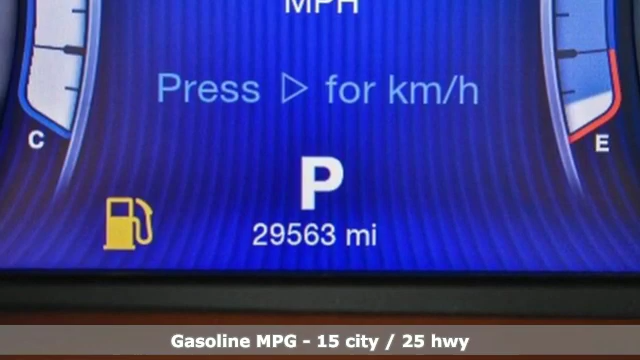 MPH
Press ▷ for km/h
C
E
P
29563 mi
Gasoline MPG - 15 city / 25 hwy